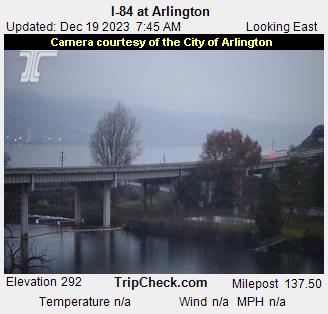 I-84 at Arlington
Updated: Dec 19 2023 7:45 AM Looking East
Camera courtesy of the City of Arlington
Elevation 292 TripCheck.com Milepost 137.50
Temperature n/a Wind n/a MPH n/a